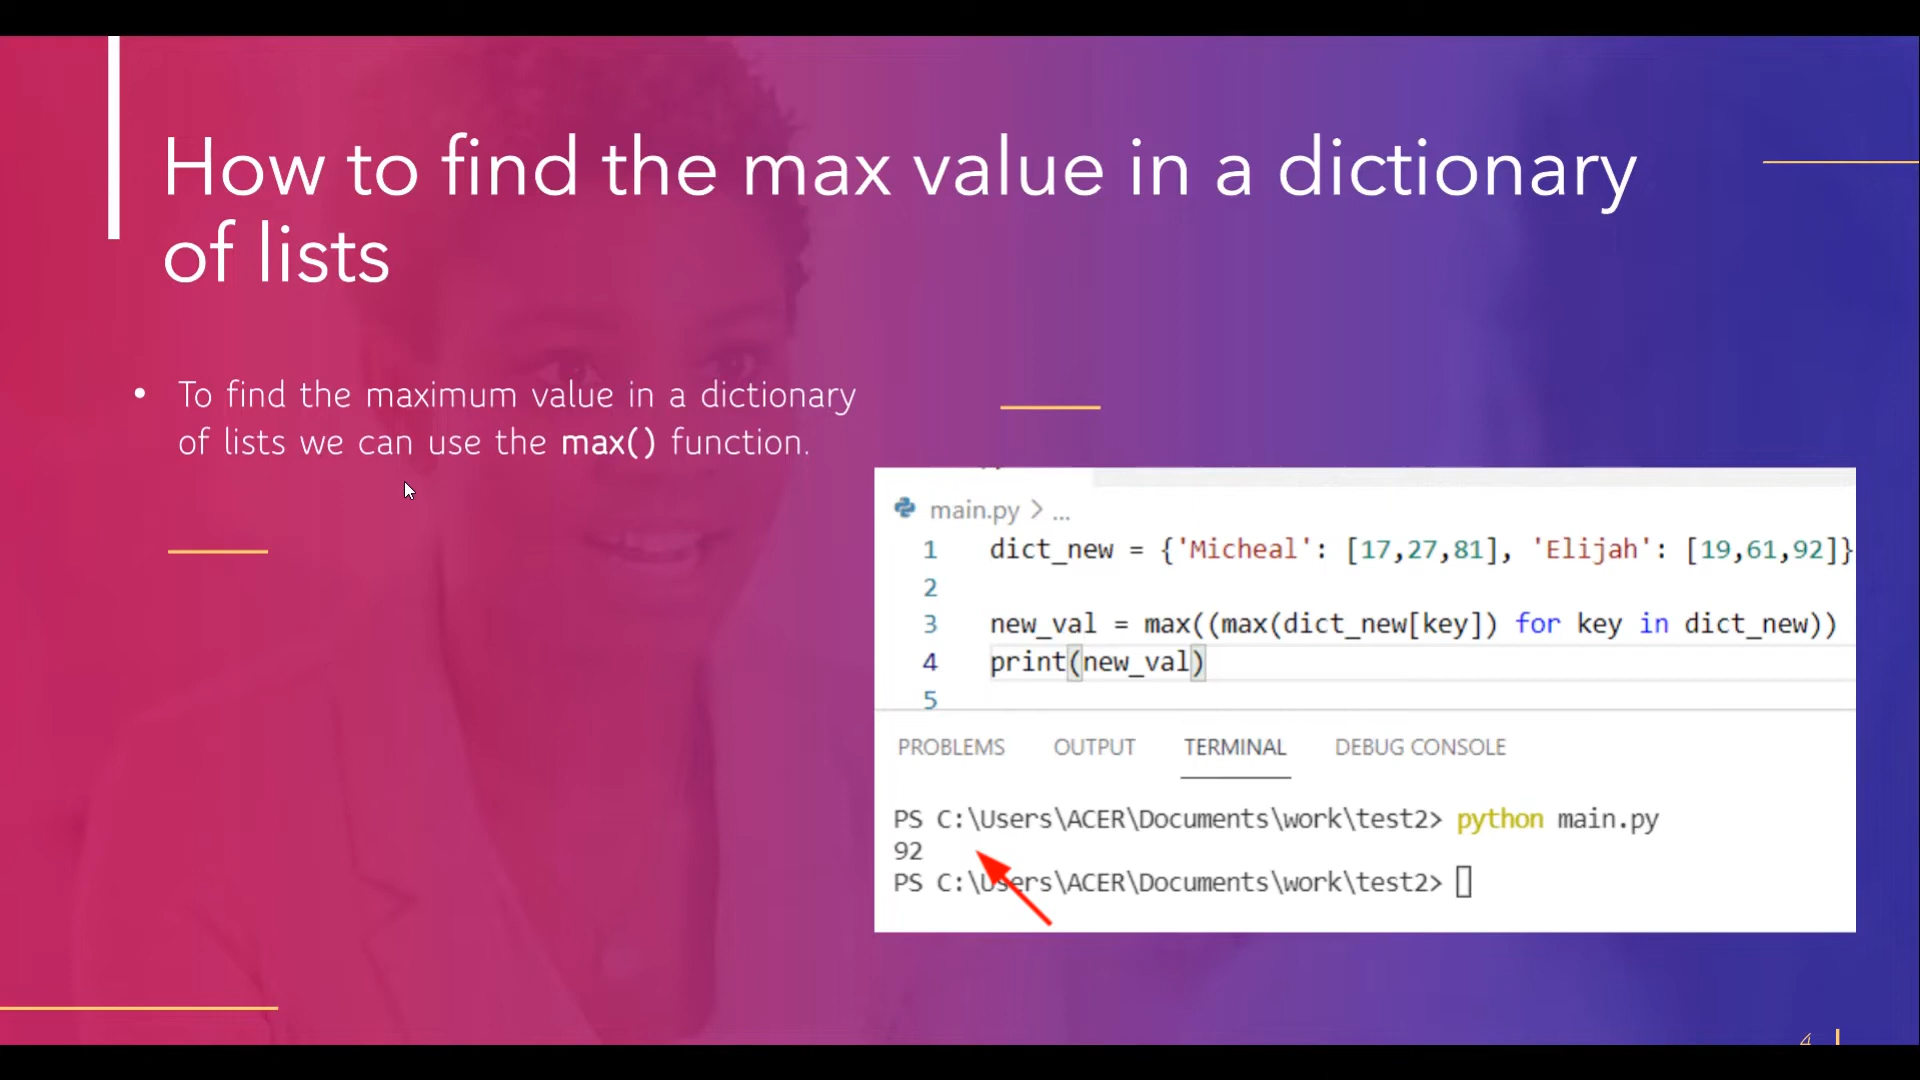 How to find the max value in a dictionary
of lists
• To find the maximum value in a dictionary
of lists we can use the max() function.
main.py > ...
1 dict_new = {'Micheal': [17,27,81], 'Elijah': [19,61,92]}
2
3 new_val = max((max(dict_new[key]) for key in dict_new))
4 print(new_val)
5
PROBLEMS OUTPUT TERMINAL DEBUG CONSOLE
PS C:\Users\ACER\Documents\work\test2> python main.py
92
PS C:\Users\ACER\Documents\work\test2>
4